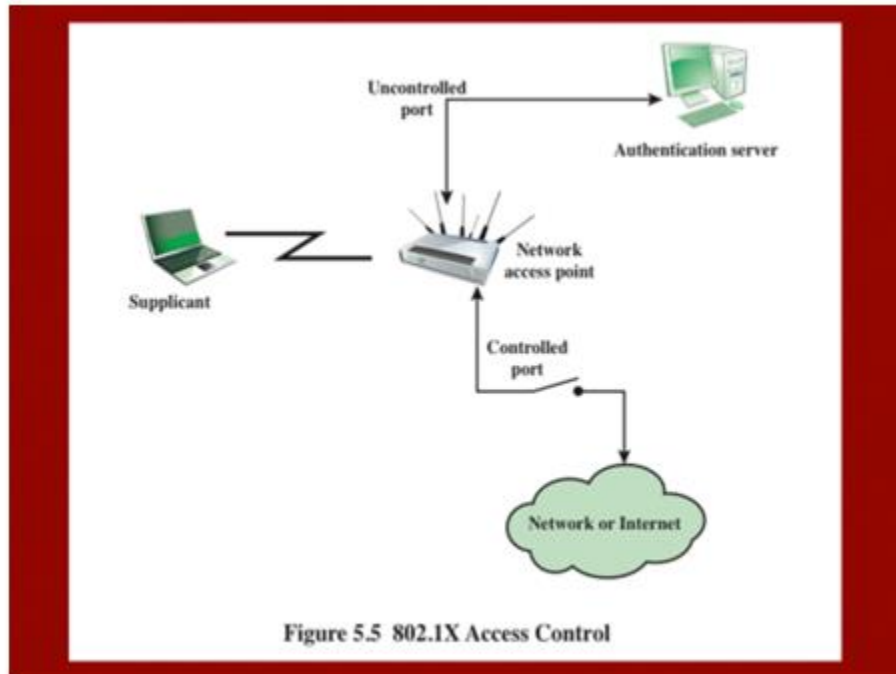 Uncontrolled
port
Authentication server
Network
access point
Supplicant
Controlled
port
Network or Internet
Figure 5.5 802.1X Access Control